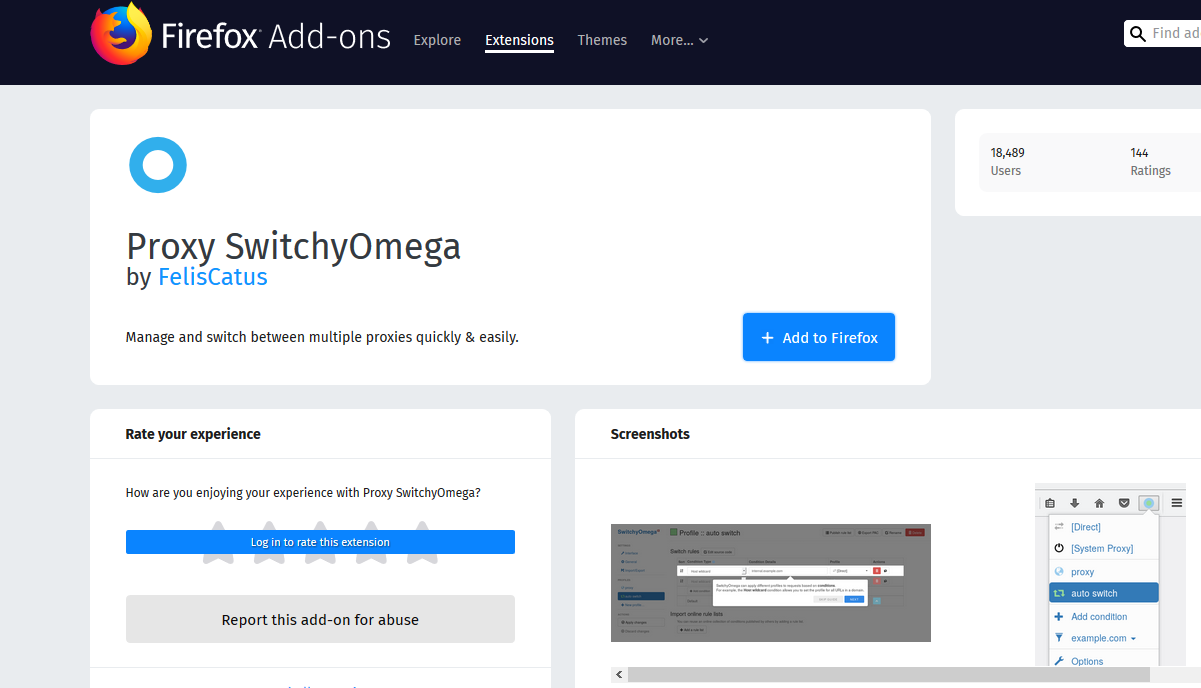 Firefox Add-ons
Explore
Extensions
Themes
More...
Find ad
Proxy SwitchyOmega
by FelisCatus
Manage and switch between multiple proxies quickly & easily.
+ Add to Firefox
18,489
Users
144
Ratings
Rate your experience
How are you enjoying your experience with Proxy SwitchyOmega?
Log in to rate this extension
Report this add-on for abuse
Screenshots
SwitchyOmega
Profile :: auto switch
Switch rules
Import online rule lists
[Direct]
[System Proxy]
proxy
auto switch
Add condition
example.com
Options